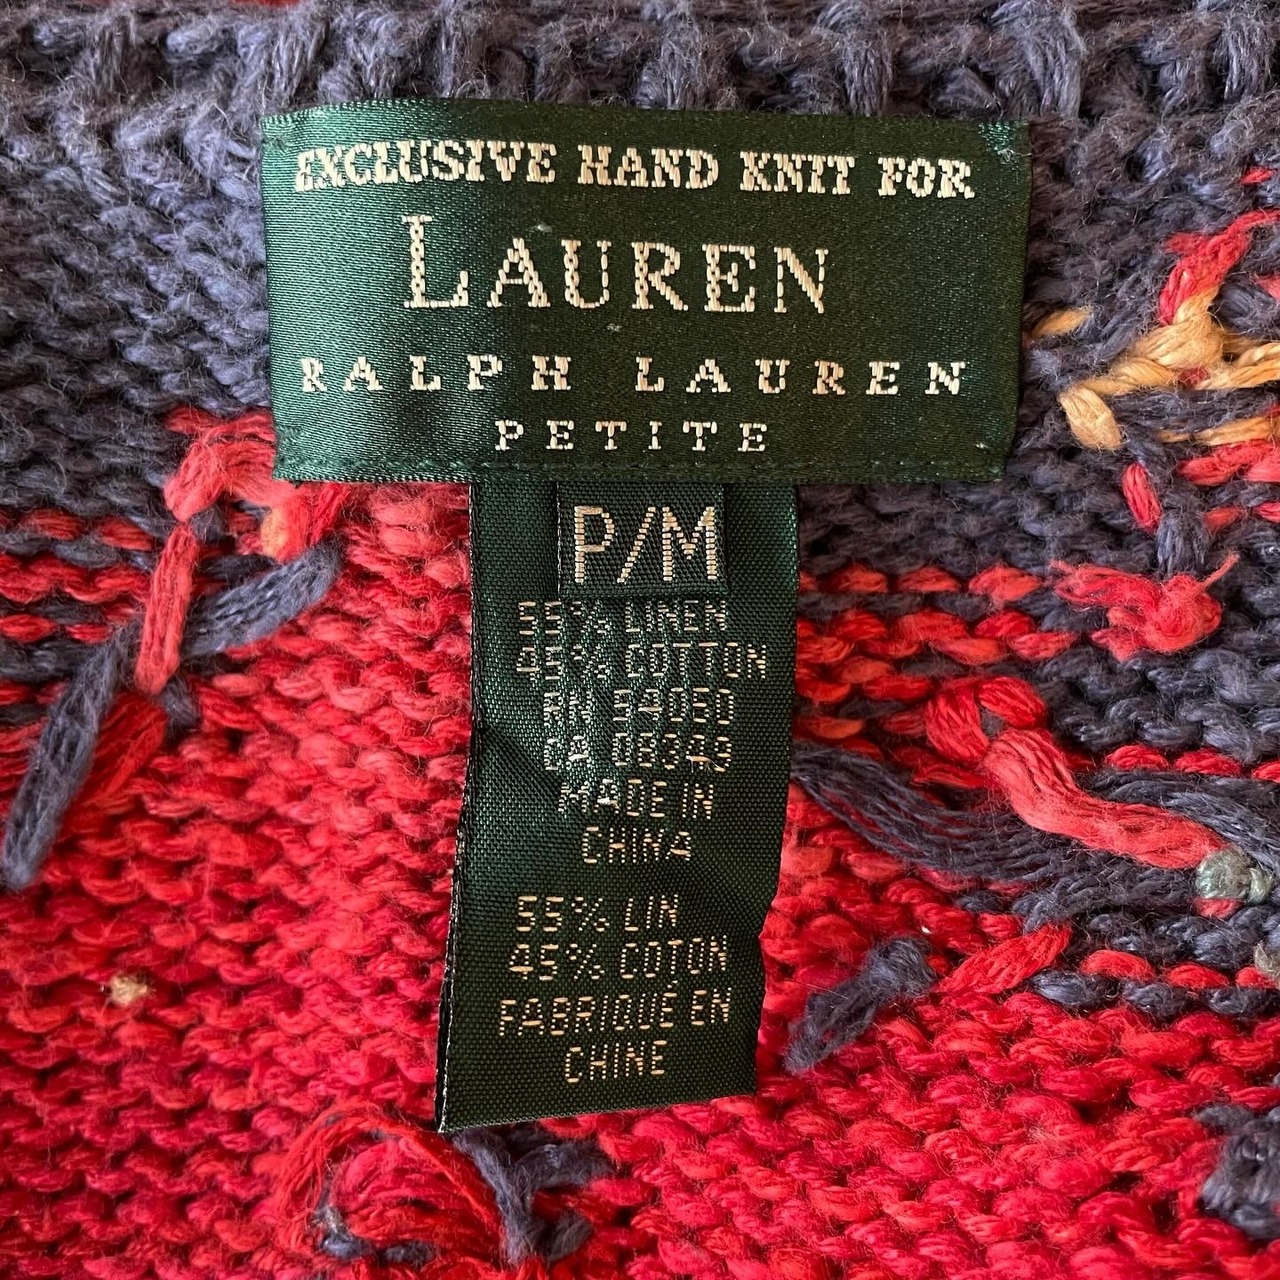 EXCLUSIVE HAND KNIT FOR
LAUREN
RALPH LAUREN
PETITE
P/M
55% LINEN
45% COTTON
RN 94050
CA 08349
MADE IN
CHINA
55% LIN
45% COTON
FABRIQUÉ EN
CHINE